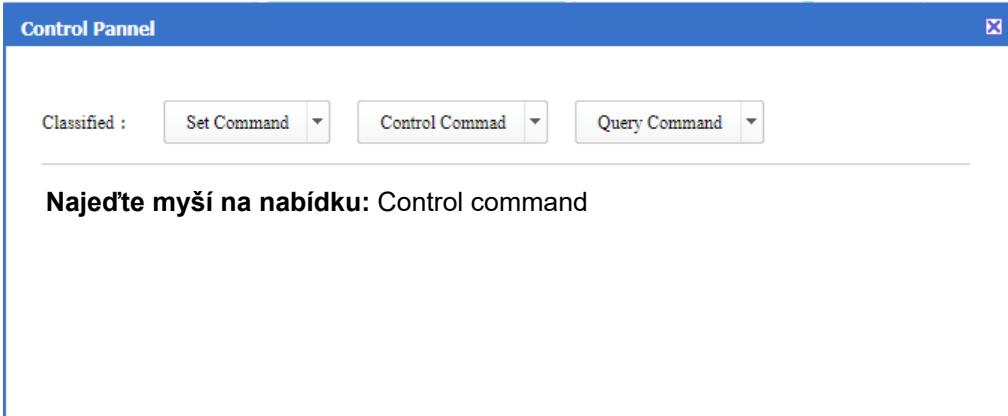 Control Pannel
Classified : Set Command Control Commad Query Command
Najeďte myší na nabídku: Control command